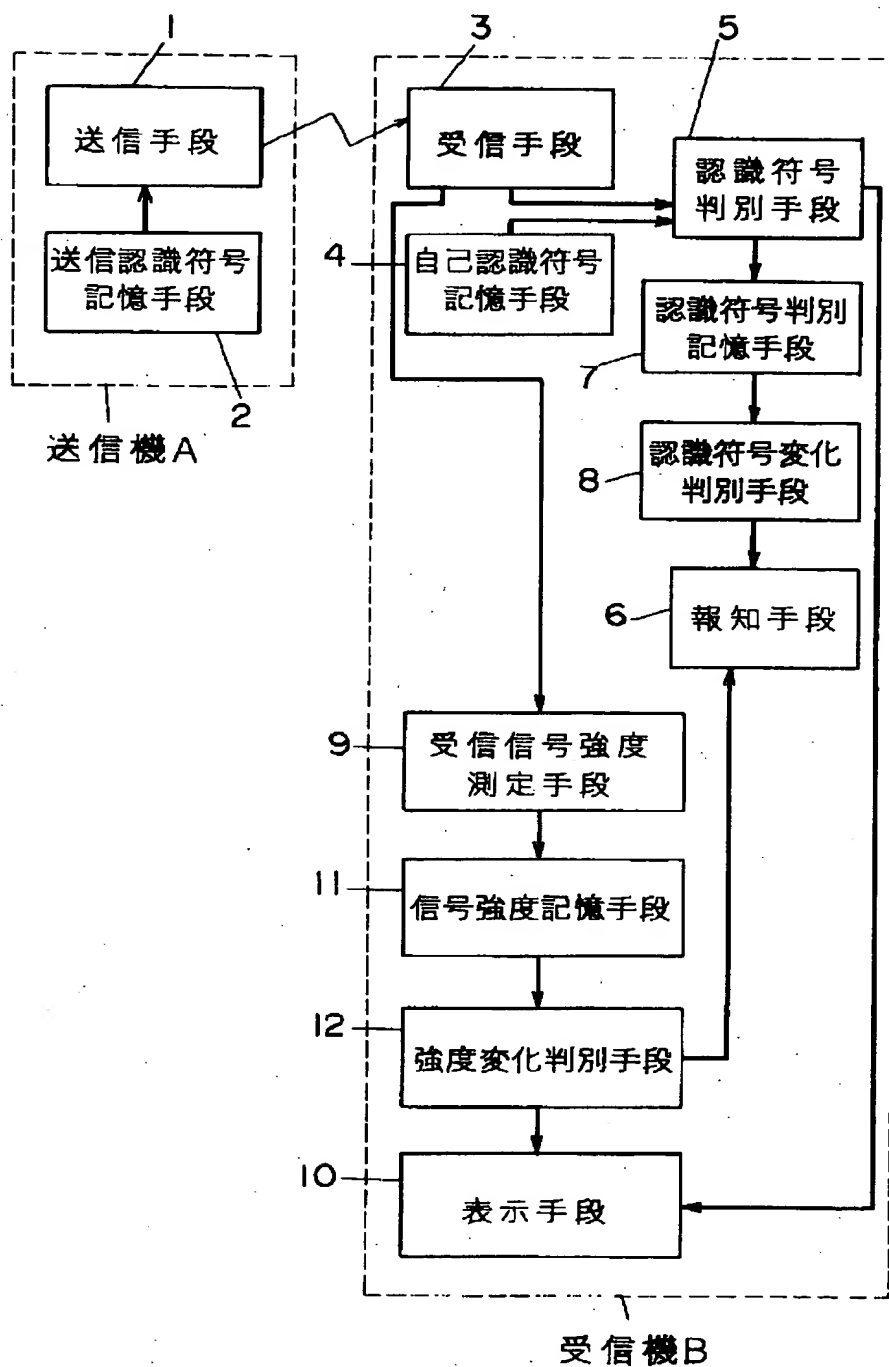 1
送信手段
送信認識符号
記憶手段
2
送信機A
3
受信手段
4
自己認識符号
記憶手段
5
認識符号
判別手段
認識符号判別
記憶手段
7
認識符号変化
判別手段
8
6
報知手段
9
受信信号強度
測定手段
11
信号強度記憶手段
12
強度変化判別手段
10
表示手段
受信機B